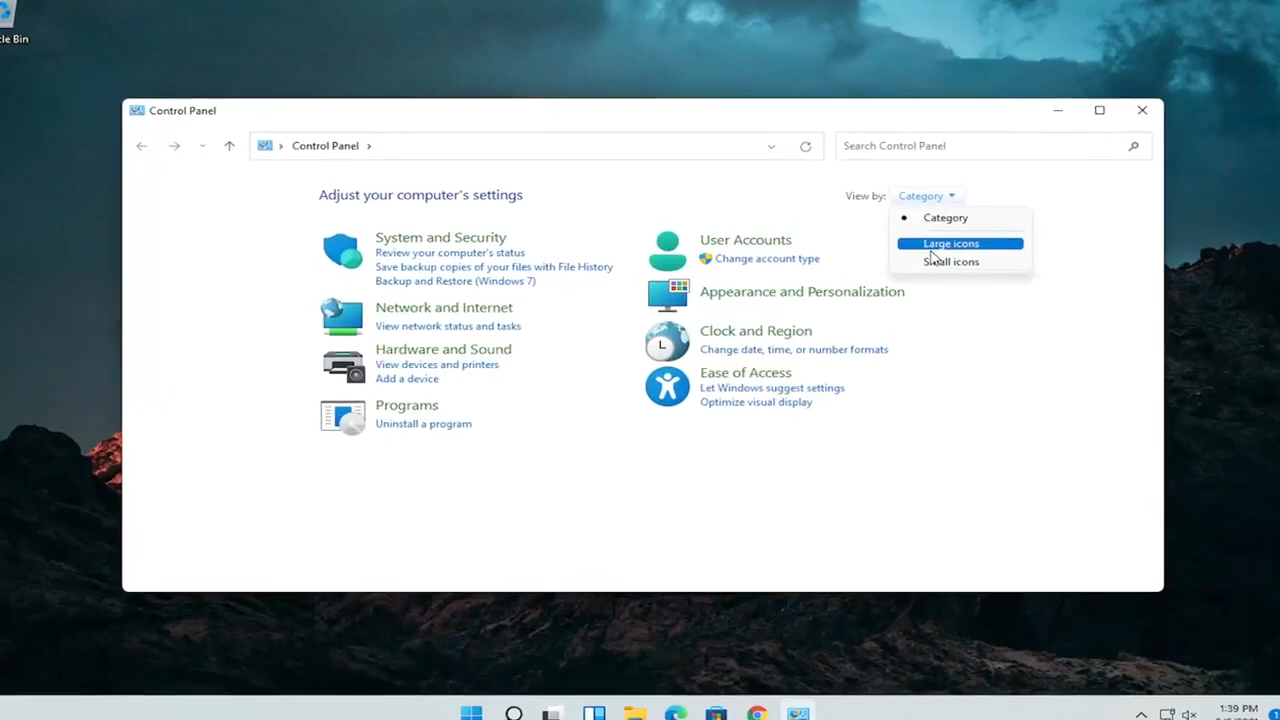 cle Bin
Control Panel
Control Panel
Search Control Panel
Adjust your computer's settings
View by: Category
Category
Large icons
Small icons
System and Security
Review your computer's status
Save backup copies of your files with File History
Backup and Restore (Windows 7)
Network and Internet
View network status and tasks
Hardware and Sound
View devices and printers
Add a device
Programs
Uninstall a program
User Accounts
Change account type
Appearance and Personalization
Clock and Region
Change date, time, or number formats
Ease of Access
Let Windows suggest settings
Optimize visual display
1:39 PM